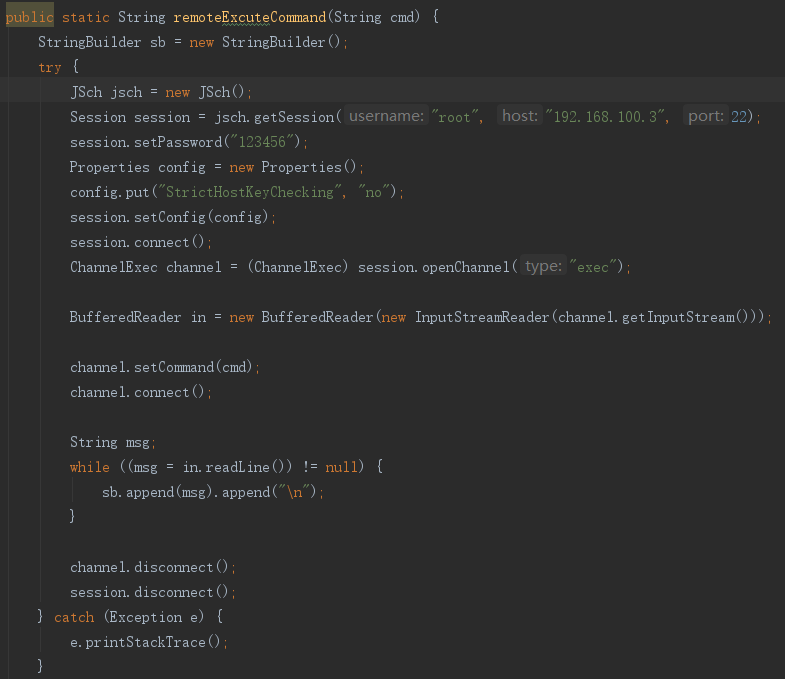 public static String remoteExcuteCommand(String cmd) {
StringBuilder sb = new StringBuilder();
try {
JSch jsch = new JSch();
Session session = jsch.getSession( username: "root", host: "192.168.100.3", port: 22);
session.setPassword("123456");
Properties config = new Properties();
config.put("StrictHostKeyChecking", "no");
session.setConfig(config);
session.connect();
ChannelExec channel = (ChannelExec) session.openChannel( type: "exec");
BufferedReader in = new BufferedReader(new InputStreamReader(channel.getInputStream()));
channel.setCommand(cmd);
channel.connect();
String msg;
while ((msg = in.readLine()) != null) {
sb.append(msg).append("\n");
}
channel.disconnect();
session.disconnect();
} catch (Exception e) {
e.printStackTrace();
}